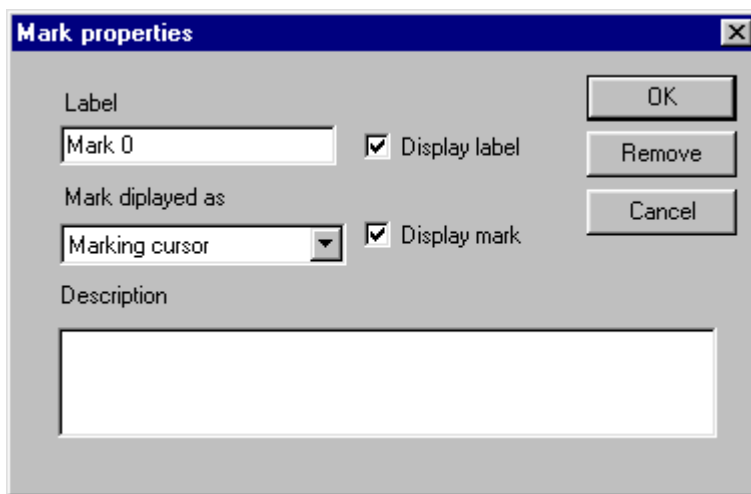 Mark properties
Label
OK
Mark 0
Display label
Remove
Mark diplayed as
Cancel
Marking cursor
Display mark
Description